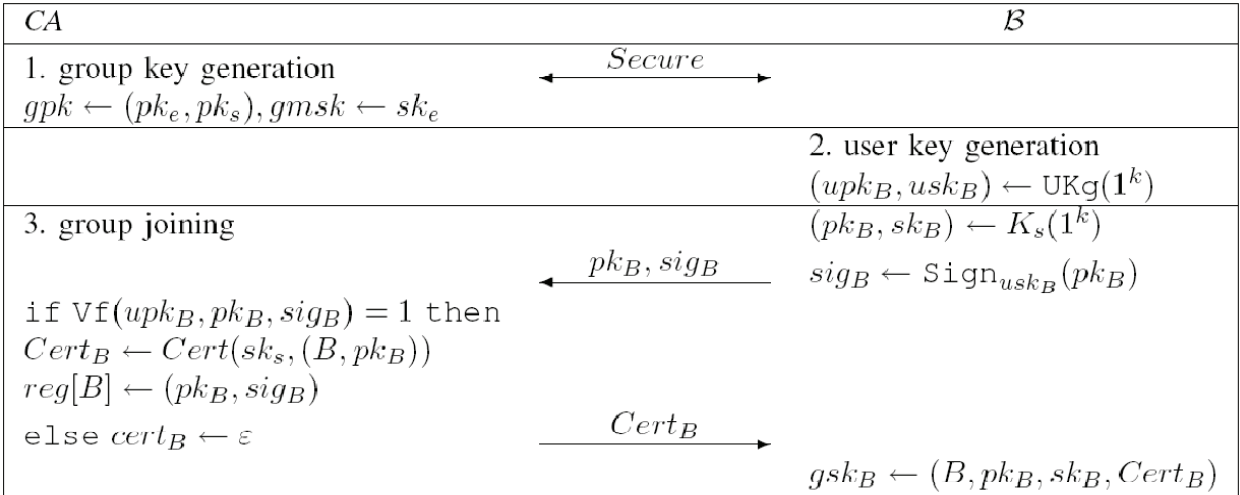 CA B
1. group key generation Secure
gpk ← (pk_e, pk_s), gmsk ← sk_e
2. user key generation
(upk_B, usk_B) ← UKg(1^k)
3. group joining (pk_B, sk_B) ← K_s(1^k)
pk_B, sig_B sig_B ← Sign_{usk_B}(pk_B)
if Vf(upk_B, pk_B, sig_B) = 1 then
Cert_B ← Cert(sk_s, (B, pk_B))
reg[B] ← (pk_B, sig_B)
else cert_B ← ε Cert_B
gsk_B ← (B, pk_B, sk_B, Cert_B)